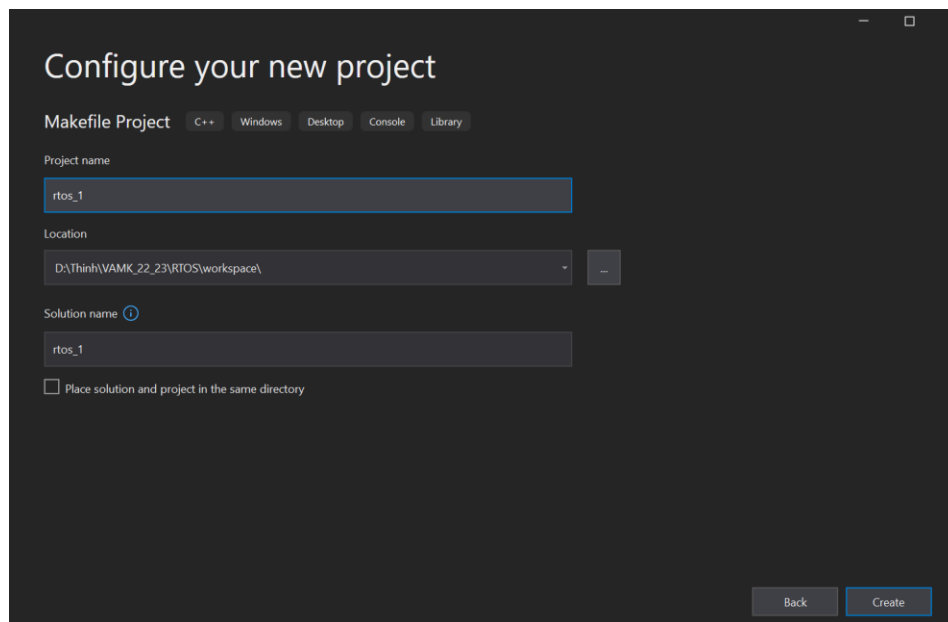 Configure your new project
Makefile Project C++ Windows Desktop Console Library
Project name
rtos_1
Location
D:\Thinh\VAMK_22_23\RTOS\workspace\
...
Solution name
rtos_1
Place solution and project in the same directory
Back Create